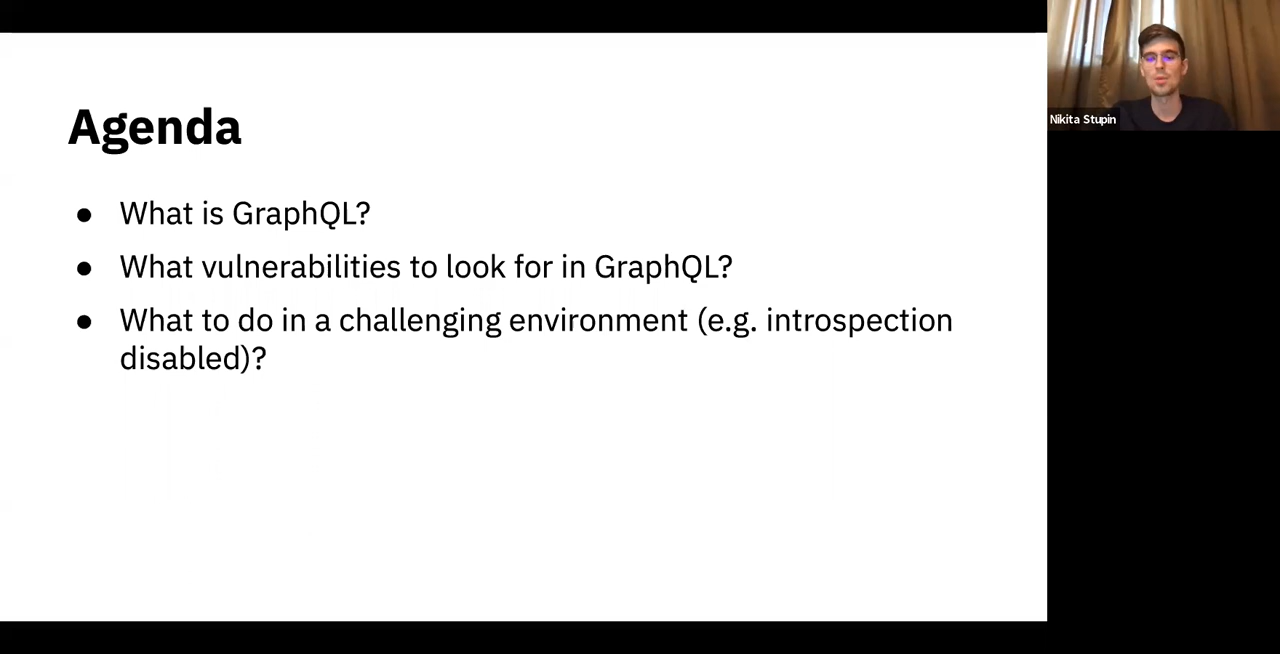 Agenda
● What is GraphQL?
● What vulnerabilities to look for in GraphQL?
● What to do in a challenging environment (e.g. introspection
disabled)?
Nikita Stupin